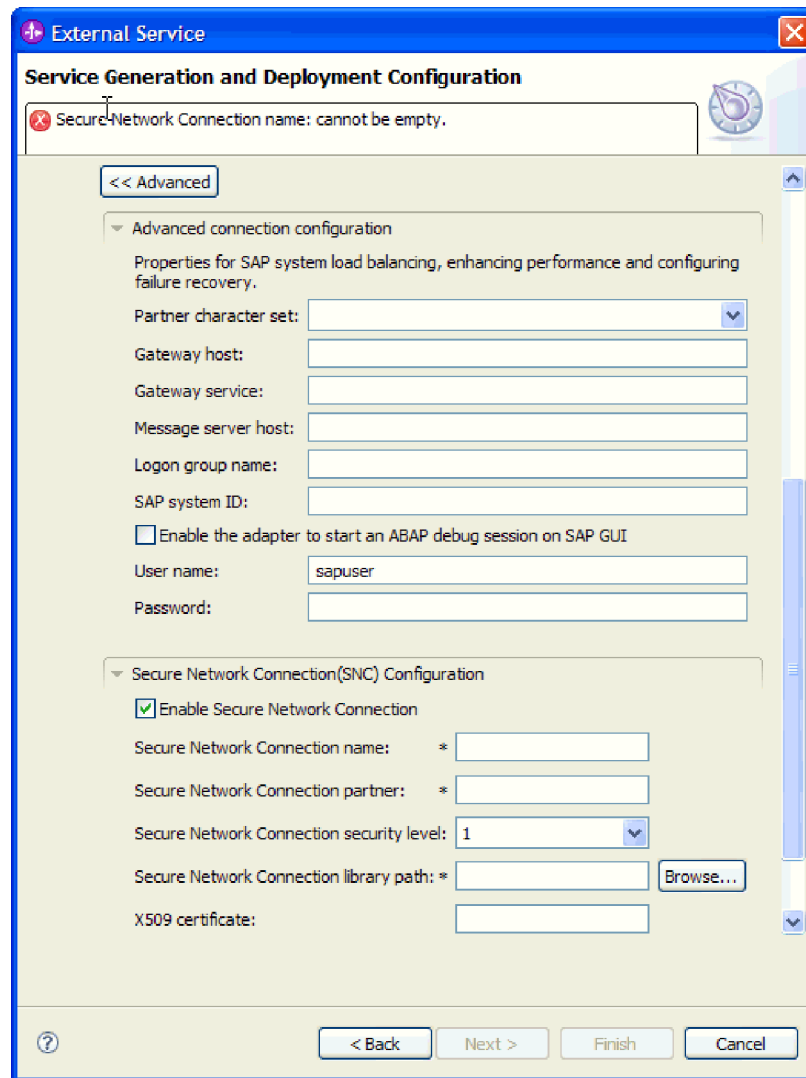 External Service
Service Generation and Deployment Configuration
Secure Network Connection name: cannot be empty.
<< Advanced
Advanced connection configuration
Properties for SAP system load balancing, enhancing performance and configuring
failure recovery.
Partner character set:
Gateway host:
Gateway service:
Message server host:
Logon group name:
SAP system ID:
Enable the adapter to start an ABAP debug session on SAP GUI
User name: sapuser
Password:
Secure Network Connection(SNC) Configuration
Enable Secure Network Connection
Secure Network Connection name: *
Secure Network Connection partner: *
Secure Network Connection security level: 1
Secure Network Connection library path: * Browse...
X509 certificate:
? < Back Next > Finish Cancel